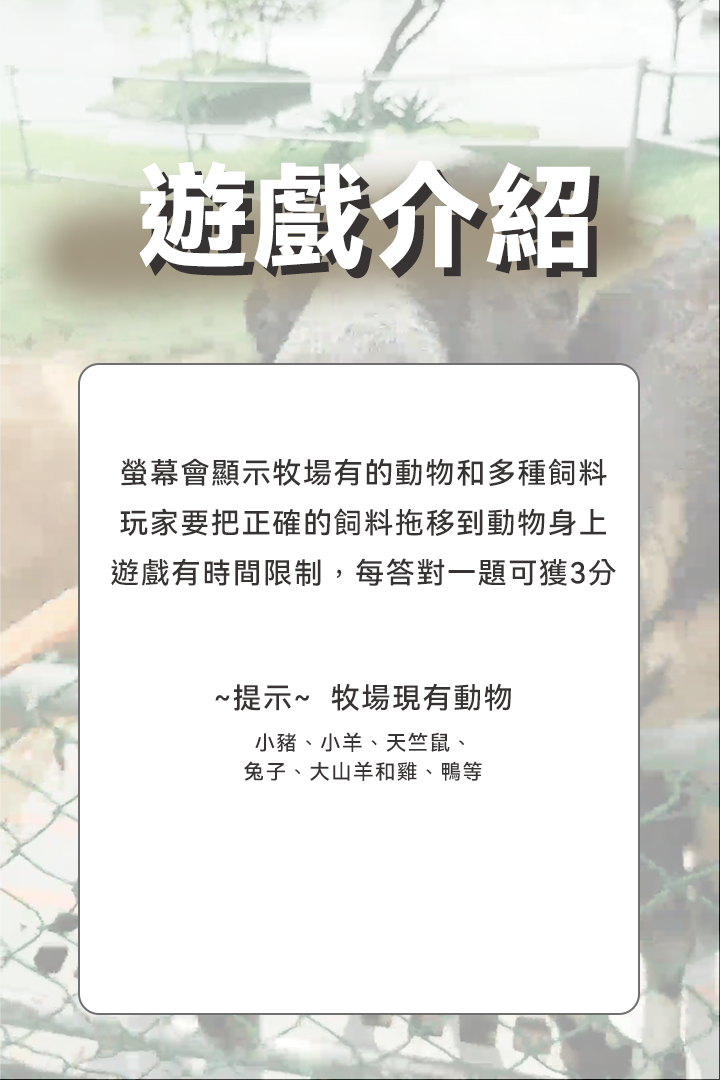 遊戲介紹
螢幕會顯示牧場有的動物和多種飼料
玩家要把正確的飼料拖移到動物身上
遊戲有時間限制，每答對一題可獲3分
~提示~ 牧場現有動物
小豬、小羊、天竺鼠、
兔子、大山羊和雞、鴨等